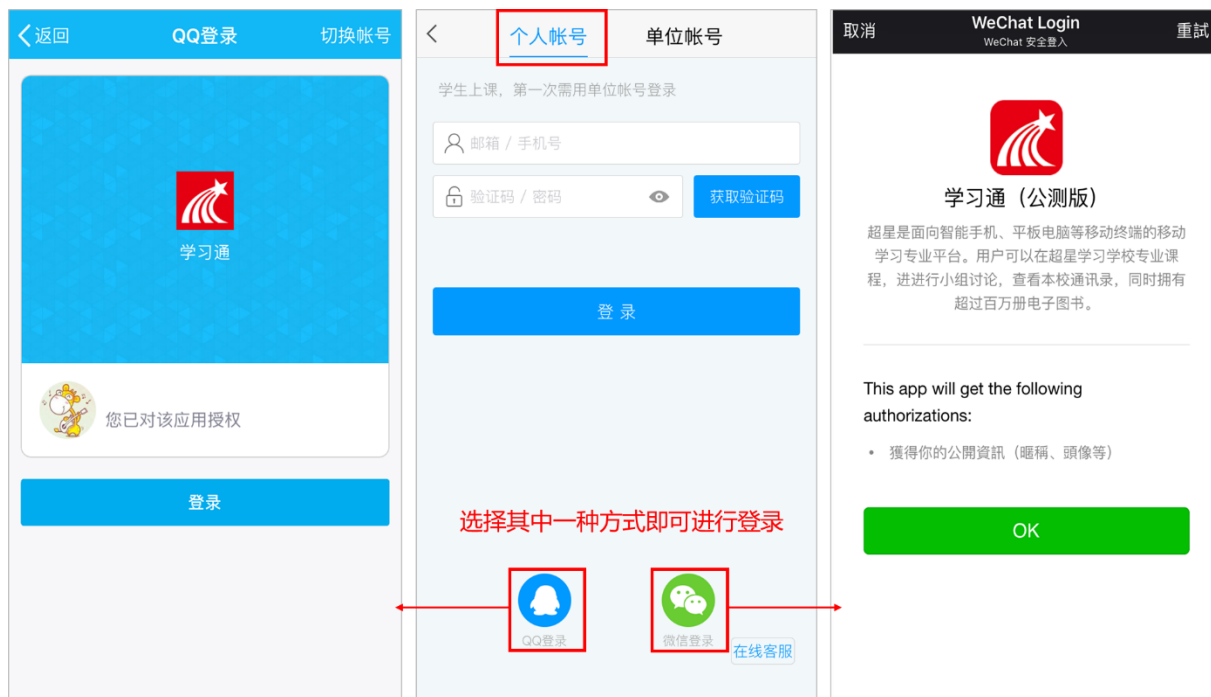 返回
QQ登录
切换帐号
学习通
您已对该应用授权
登录
个人帐号
单位帐号
学生上课，第一次需用单位帐号登录
邮箱 / 手机号
验证码 / 密码
获取验证码
登 录
选择其中一种方式即可进行登录
QQ登录
微信登录
在线客服
取消
WeChat Login
WeChat 安全登入
重試
学习通（公测版）
超星是面向智能手机、平板电脑等移动终端的移动
学习专业平台。用户可以在超星学习学校专业课
程，进进行小组讨论，查看本校通讯录，同时拥有
超过百万册电子图书。
This app will get the following
authorizations:
• 獲得你的公開資訊（暱稱、頭像等）
OK